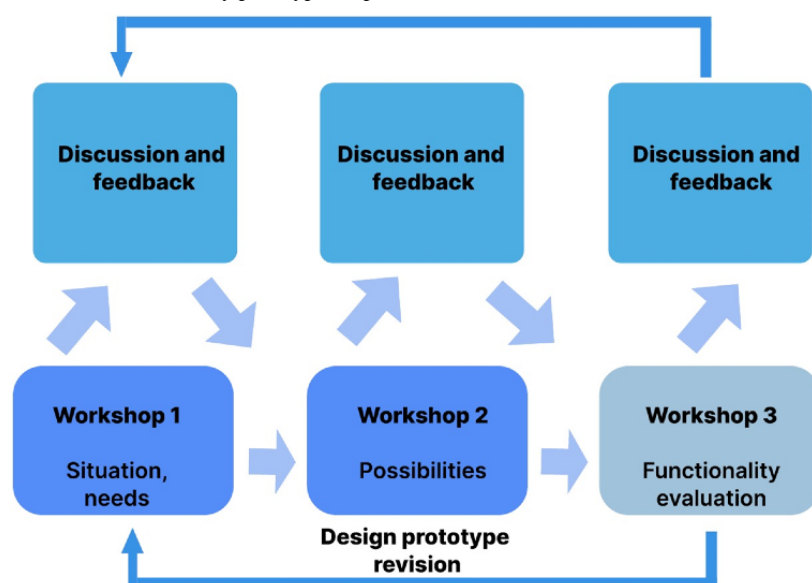 Discussion and
feedback
Discussion and
feedback
Discussion and
feedback
Workshop 1
Situation,
needs
Workshop 2
Possibilities
Workshop 3
Functionality
evaluation
Design prototype
revision